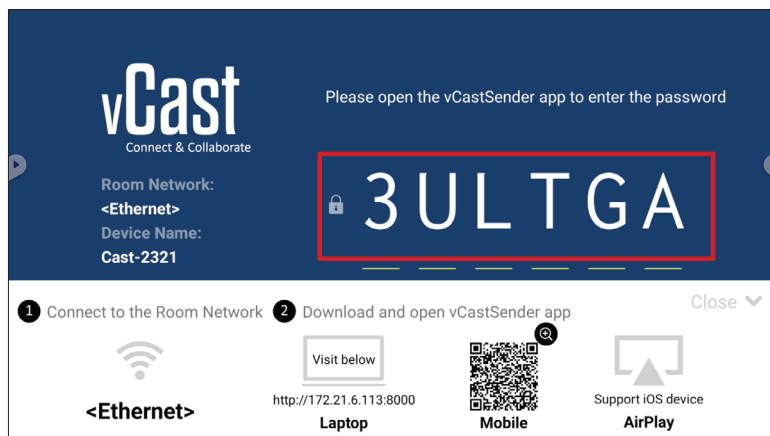 vCast
Connect & Collaborate
Please open the vCastSender app to enter the password
Room Network:
<Ethernet>
Device Name:
Cast-2321
3ULTGA
Close
1 Connect to the Room Network
2 Download and open vCastSender app
<Ethernet>
Visit below
http://172.21.6.113:8000
Laptop
Mobile
Support iOS device
AirPlay